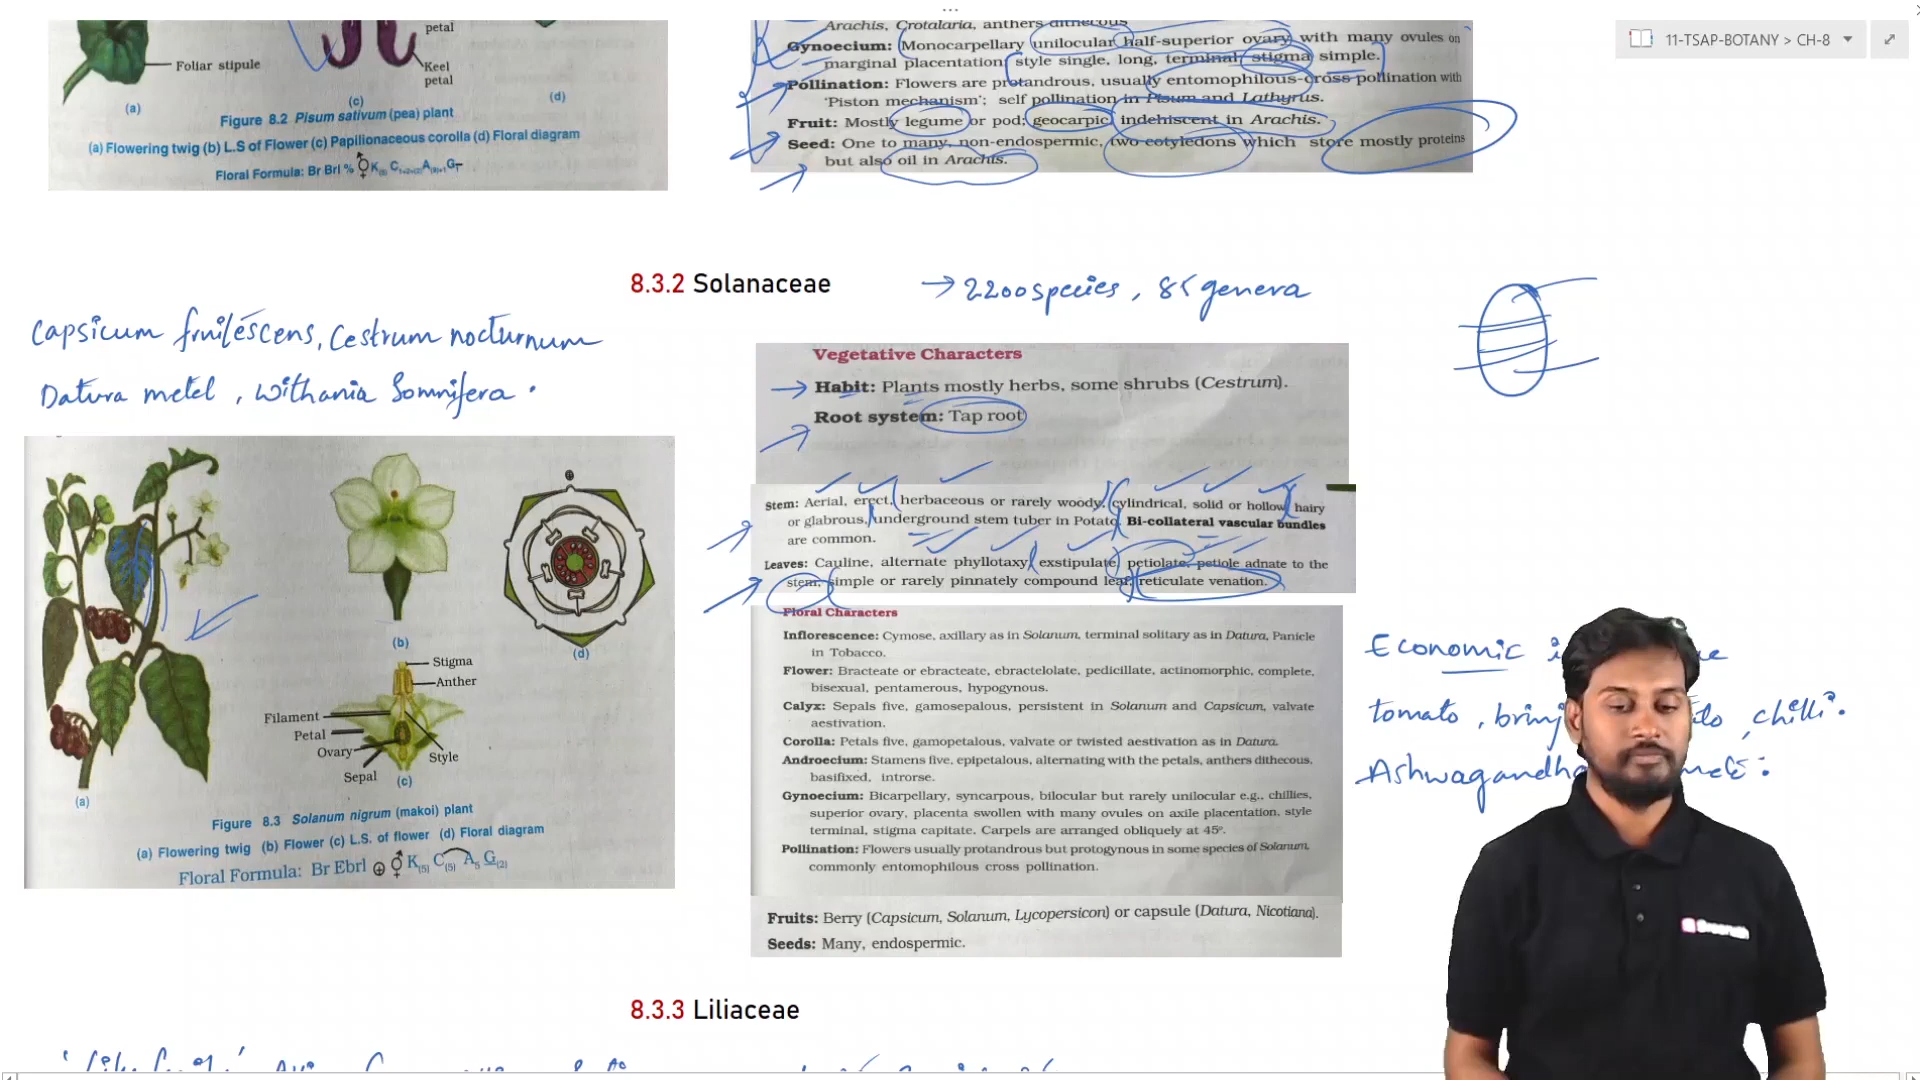 11-TSAP-BOTANY > CH-8
petal
Foliar stipule
Keel
petal
(a)
(c)
(d)
Figure 8.2 Pisum sativum (pea) plant
(a) Flowering twig (b) L.S of Flower (c) Papilionaceous corolla (d) Floral diagram
Floral Formula: Br Brl %
Arachis, Crotalaria, anthers dithecous
Gynoecium: Monocarpellary unilocular half-superior ovary with many ovules on
marginal placentation; style single, long, terminal stigma simple.
Pollination: Flowers are protandrous, usually entomophilous-cross pollination with
'Piston mechanism'; self pollination in Pisum and Lathyrus.
Fruit: Mostly legume or pod; geocarpic, indehiscent in Arachis.
Seed: One to many, non-endospermic, two cotyledons which store mostly proteins
but also oil in Arachis.
8.3.2 Solanaceae
→ 2200 species, 85 genera
Capsicum frutescens, Cestrum nocturnum
Datura metel, Withania Somnifera.
Vegetative Characters
Habit: Plants mostly herbs, some shrubs (Cestrum).
Root system: Tap root
Stem: Aerial, erect, herbaceous or rarely woody, cylindrical, solid or hollow, hairy
or glabrous, underground stem tuber in Potato. Bi-collateral vascular bundles
are common.
Leaves: Cauline, alternate phyllotaxy, exstipulate, petiolate, petiole adnate to the
stem, simple or rarely pinnately compound leaf, reticulate venation.
Floral Characters
Inflorescence: Cymose, axillary as in Solanum, terminal solitary as in Datura, Panicle
in Tobacco.
Flower: Bracteate or ebracteate, ebractelolate, pedicillate, actinomorphic, complete,
bisexual, pentamerous, hypogynous.
Calyx: Sepals five, gamosepalous, persistent in Solanum and Capsicum, valvate
aestivation.
Corolla: Petals five, gamopetalous, valvate or twisted aestivation as in Datura.
Androecium: Stamens five, epipetalous, alternating with the petals, anthers dithecous,
basifixed, introrse.
Gynoecium: Bicarpellary, syncarpous, bilocular but rarely unilocular e.g., chillies,
superior ovary, placenta swollen with many ovules on axile placentation, style
terminal, stigma capitate. Carpels are arranged obliquely at 45°.
Pollination: Flowers usually protandrous but protogynous in some species of Solanum,
commonly entomophilous cross pollination.
Fruits: Berry (Capsicum, Solanum, Lycopersicon) or capsule (Datura, Nicotiana).
Seeds: Many, endospermic.
(b)
(d)
Stigma
Anther
Filament
Petal
Ovary
Style
Sepal
(c)
(a)
Figure 8.3 Solanum nigrum (makoi) plant
(a) Flowering twig (b) Flower (c) L.S. of flower (d) Floral diagram
Floral Formula: Br Ebrl ⊕ ⚥ K(5) C(5) A5 G(2)
Economic
tomato, chilli.
Ashwagandha
8.3.3 Liliaceae